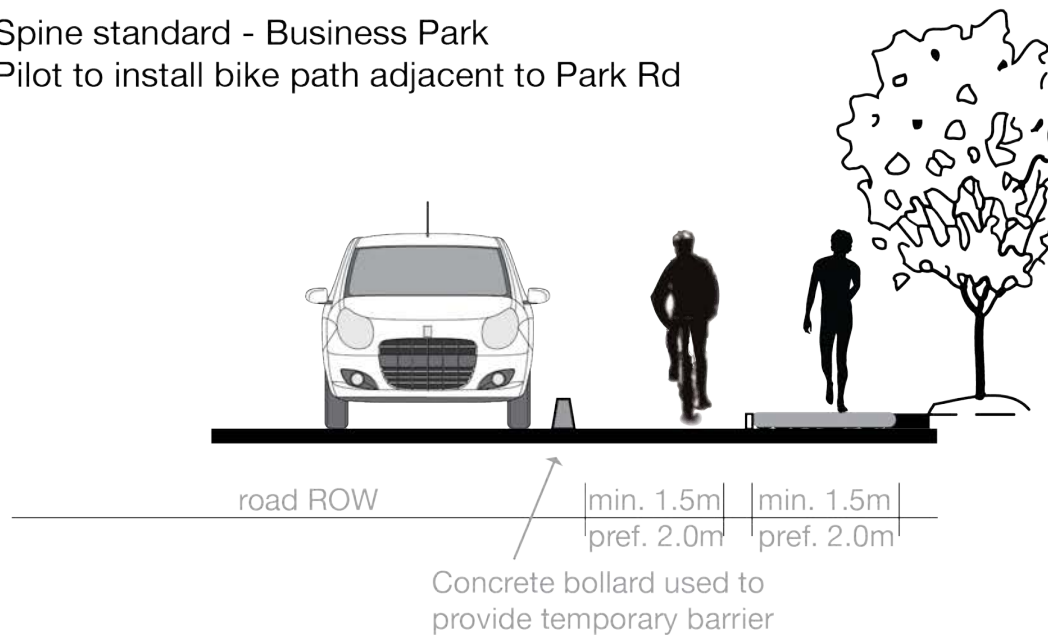 Spine standard - Business Park
Pilot to install bike path adjacent to Park Rd
road ROW
min. 1.5m
pref. 2.0m
min. 1.5m
pref. 2.0m
Concrete bollard used to
provide temporary barrier